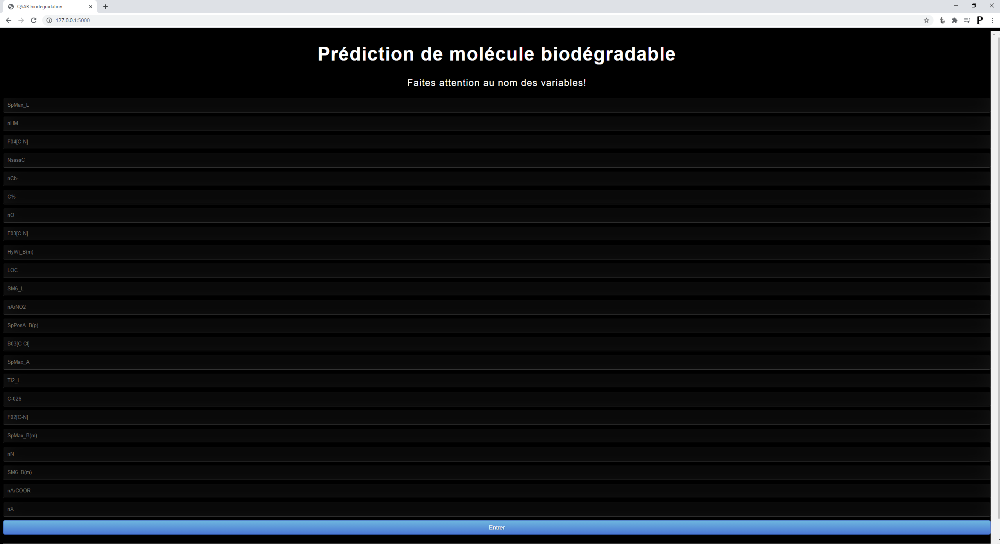 QSAR biodegradation
127.0.0.1:5000
Prédiction de molécule biodégradable
Faites attention au nom des variables!
SpMax_L
nHM
F04[C-N]
NssssC
nCb-
C%
nO
F03[C-N]
HyWi_B(m)
LOC
SM6_L
nArNO2
SpPosA_B(p)
B03[C-Cl]
SpMax_A
TI2_L
C-026
F02[C-N]
SpMax_B(m)
nN
SM6_B(m)
nArCOOR
nX
Entrer